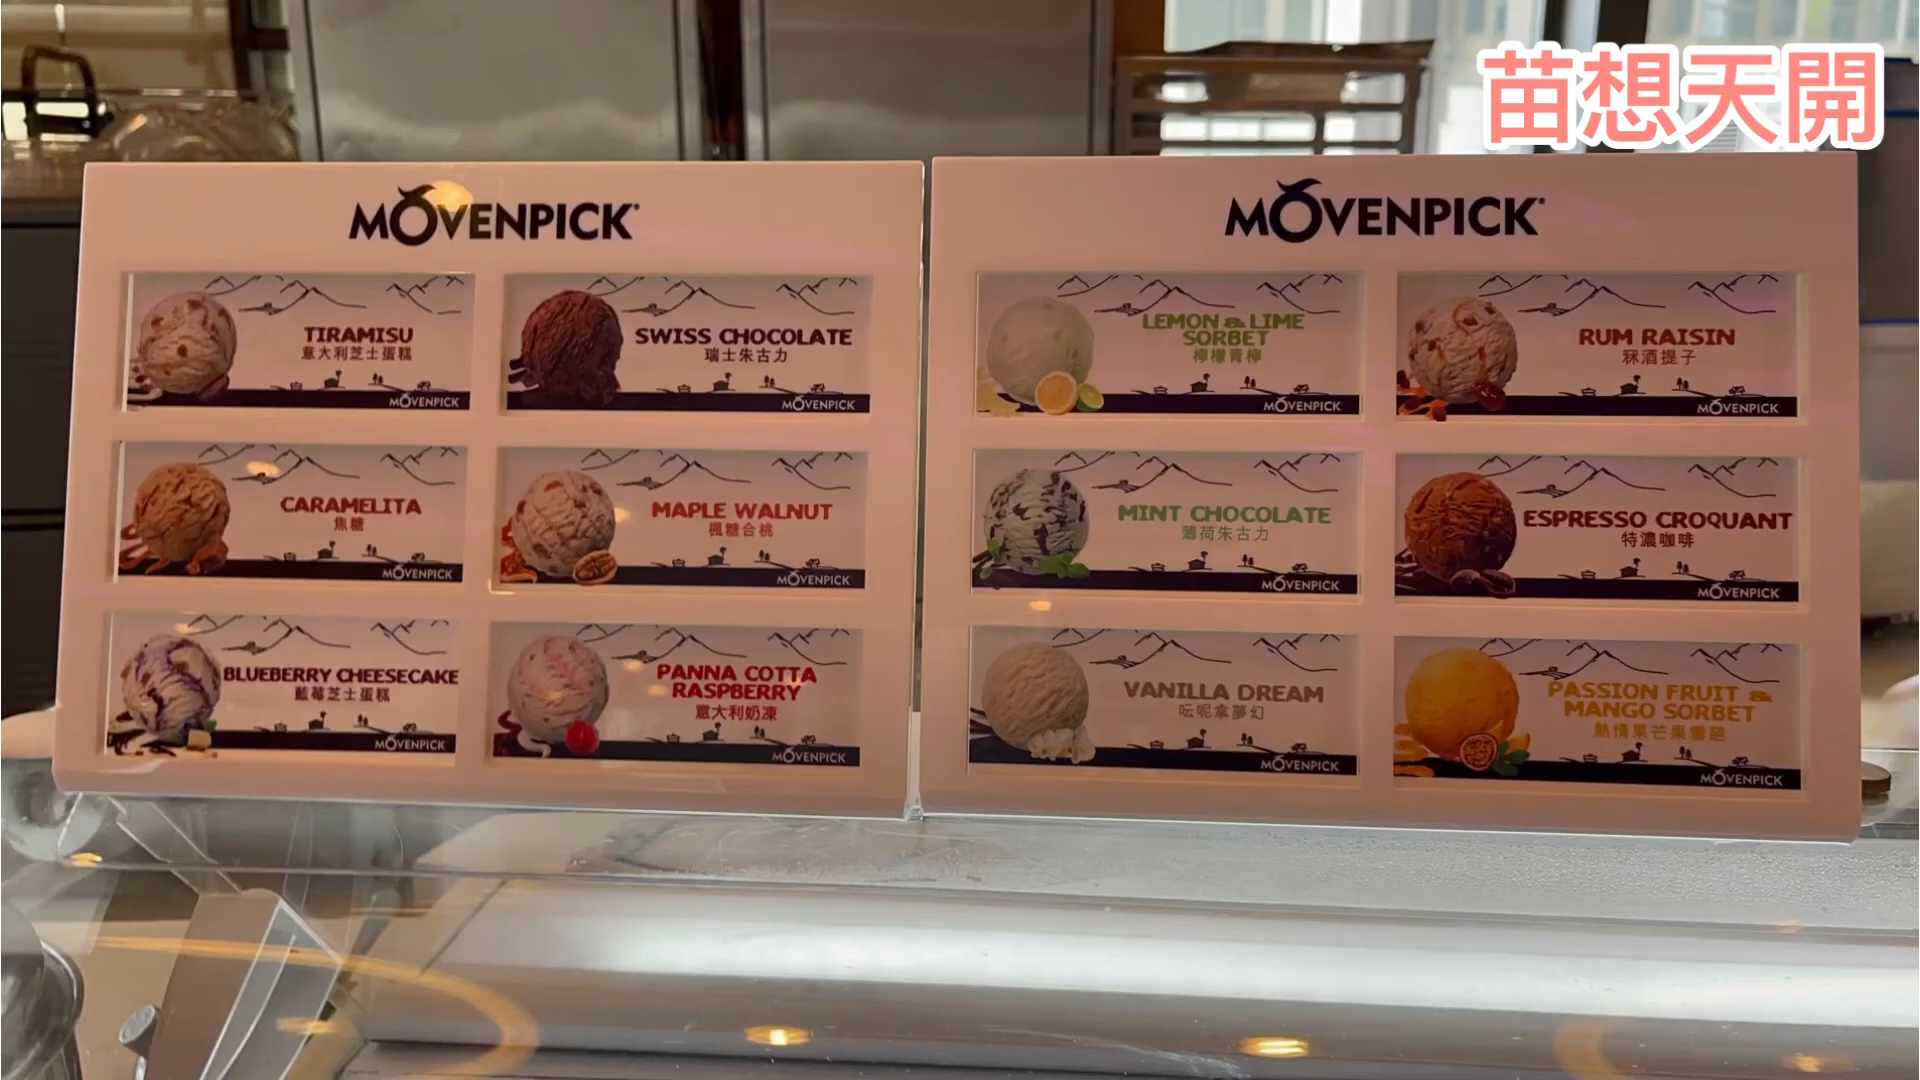 苗想天開
MÖVENPICK
TIRAMISU
意大利芝士蛋糕
MÖVENPICK
SWISS CHOCOLATE
瑞士朱古力
MÖVENPICK
CARAMELITA
焦糖
MÖVENPICK
MAPLE WALNUT
楓糖合桃
MÖVENPICK
BLUEBERRY CHEESECAKE
藍莓芝士蛋糕
MÖVENPICK
PANNA COTTA
RASPBERRY
意大利奶凍
MÖVENPICK
MÖVENPICK
LEMON & LIME
SORBET
檸檬青檸
MÖVENPICK
RUM RAISIN
冧酒提子
MÖVENPICK
MINT CHOCOLATE
薄荷朱古力
MÖVENPICK
ESPRESSO CROQUANT
特濃咖啡
MÖVENPICK
VANILLA DREAM
呍呢拿夢幻
MÖVENPICK
PASSION FRUIT &
MANGO SORBET
熱情果芒果雪葩
MÖVENPICK